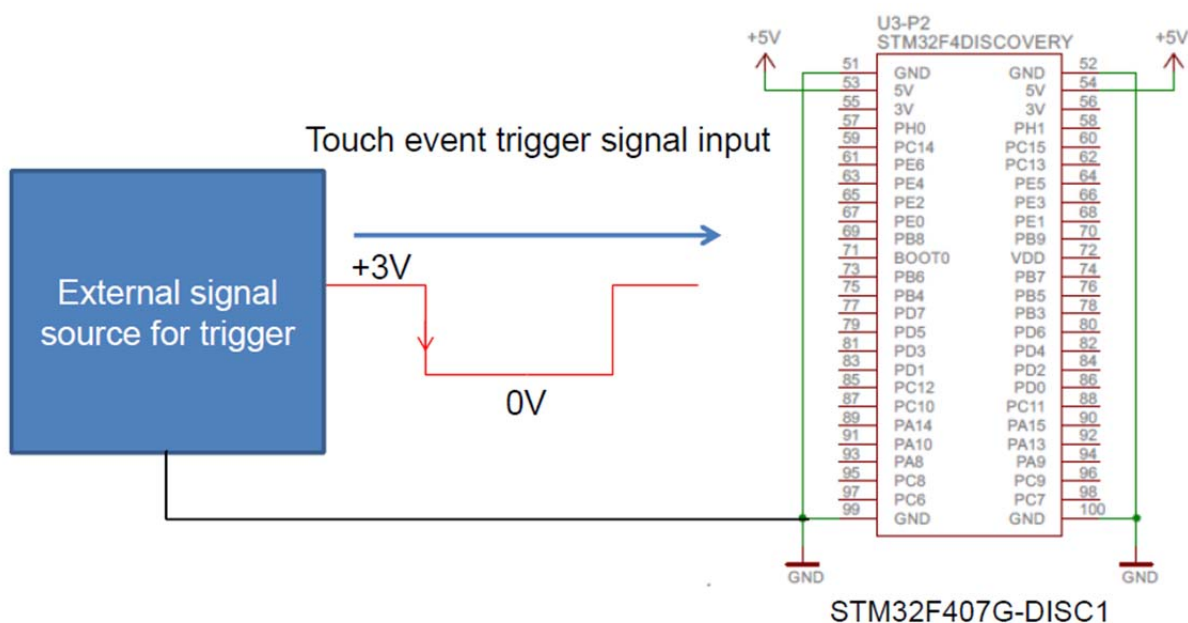 U3-P2
STM32F4DISCOVERY
+5V
+5V
51 GND GND 52
53 5V 5V 54
55 3V 3V 56
57 PH0 PH1 58
59 PC14 PC15 60
61 PE6 PC13 62
63 PE4 PE5 64
65 PE2 PE3 66
67 PE0 PE1 68
69 PB8 PB9 70
71 BOOT0 VDD 72
73 PB6 PB7 74
75 PB4 PB5 76
77 PD7 PB3 78
79 PD5 PD6 80
81 PD3 PD4 82
83 PD1 PD2 84
85 PC12 PD0 86
87 PC10 PC11 88
89 PA14 PA15 90
91 PA10 PA13 92
93 PA8 PA9 94
95 PC8 PC9 96
97 PC6 PC7 98
99 GND GND 100
GND
GND
STM32F407G-DISC1
Touch event trigger signal input
+3V
0V
External signal
source for trigger